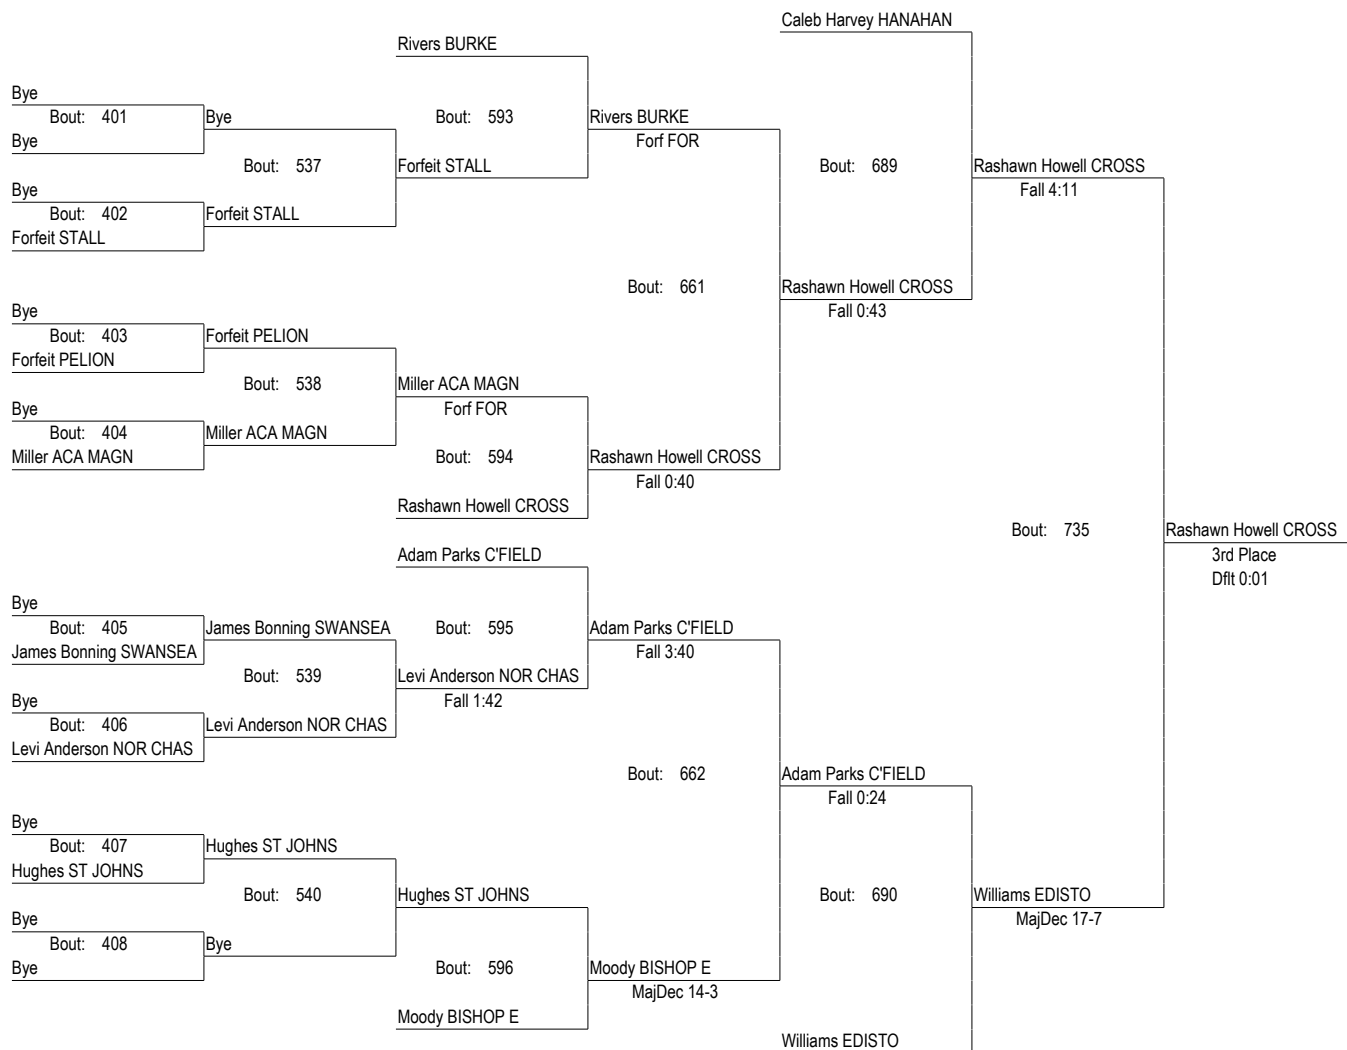 Caleb Harvey HANAHAN
Rivers BURKE
Bye
Bout: 401
Bye
Bout: 593
Rivers BURKE
Bye
Forf FOR
Bout: 537
Forfeit STALL
Bout: 689
Rashawn Howell CROSS
Bye
Fall 4:11
Bout: 402
Forfeit STALL
Forfeit STALL
Bout: 661
Rashawn Howell CROSS
Bye
Fall 0:43
Bout: 403
Forfeit PELION
Forfeit PELION
Bout: 538
Miller ACA MAGN
Bye
Forf FOR
Bout: 404
Miller ACA MAGN
Miller ACA MAGN
Bout: 594
Rashawn Howell CROSS
Fall 0:40
Rashawn Howell CROSS
Bout: 735
Rashawn Howell CROSS
Adam Parks C'FIELD
3rd Place
Dflt 0:01
Bye
Bout: 405
James Bonning SWANSEA
Bout: 595
Adam Parks C'FIELD
James Bonning SWANSEA
Fall 3:40
Bout: 539
Levi Anderson NOR CHAS
Bye
Fall 1:42
Bout: 406
Levi Anderson NOR CHAS
Levi Anderson NOR CHAS
Bout: 662
Adam Parks C'FIELD
Fall 0:24
Bye
Bout: 407
Hughes ST JOHNS
Hughes ST JOHNS
Bout: 540
Hughes ST JOHNS
Bout: 690
Williams EDISTO
Bye
MajDec 17-7
Bout: 408
Bye
Bye
Bout: 596
Moody BISHOP E
MajDec 14-3
Moody BISHOP E
Williams EDISTO